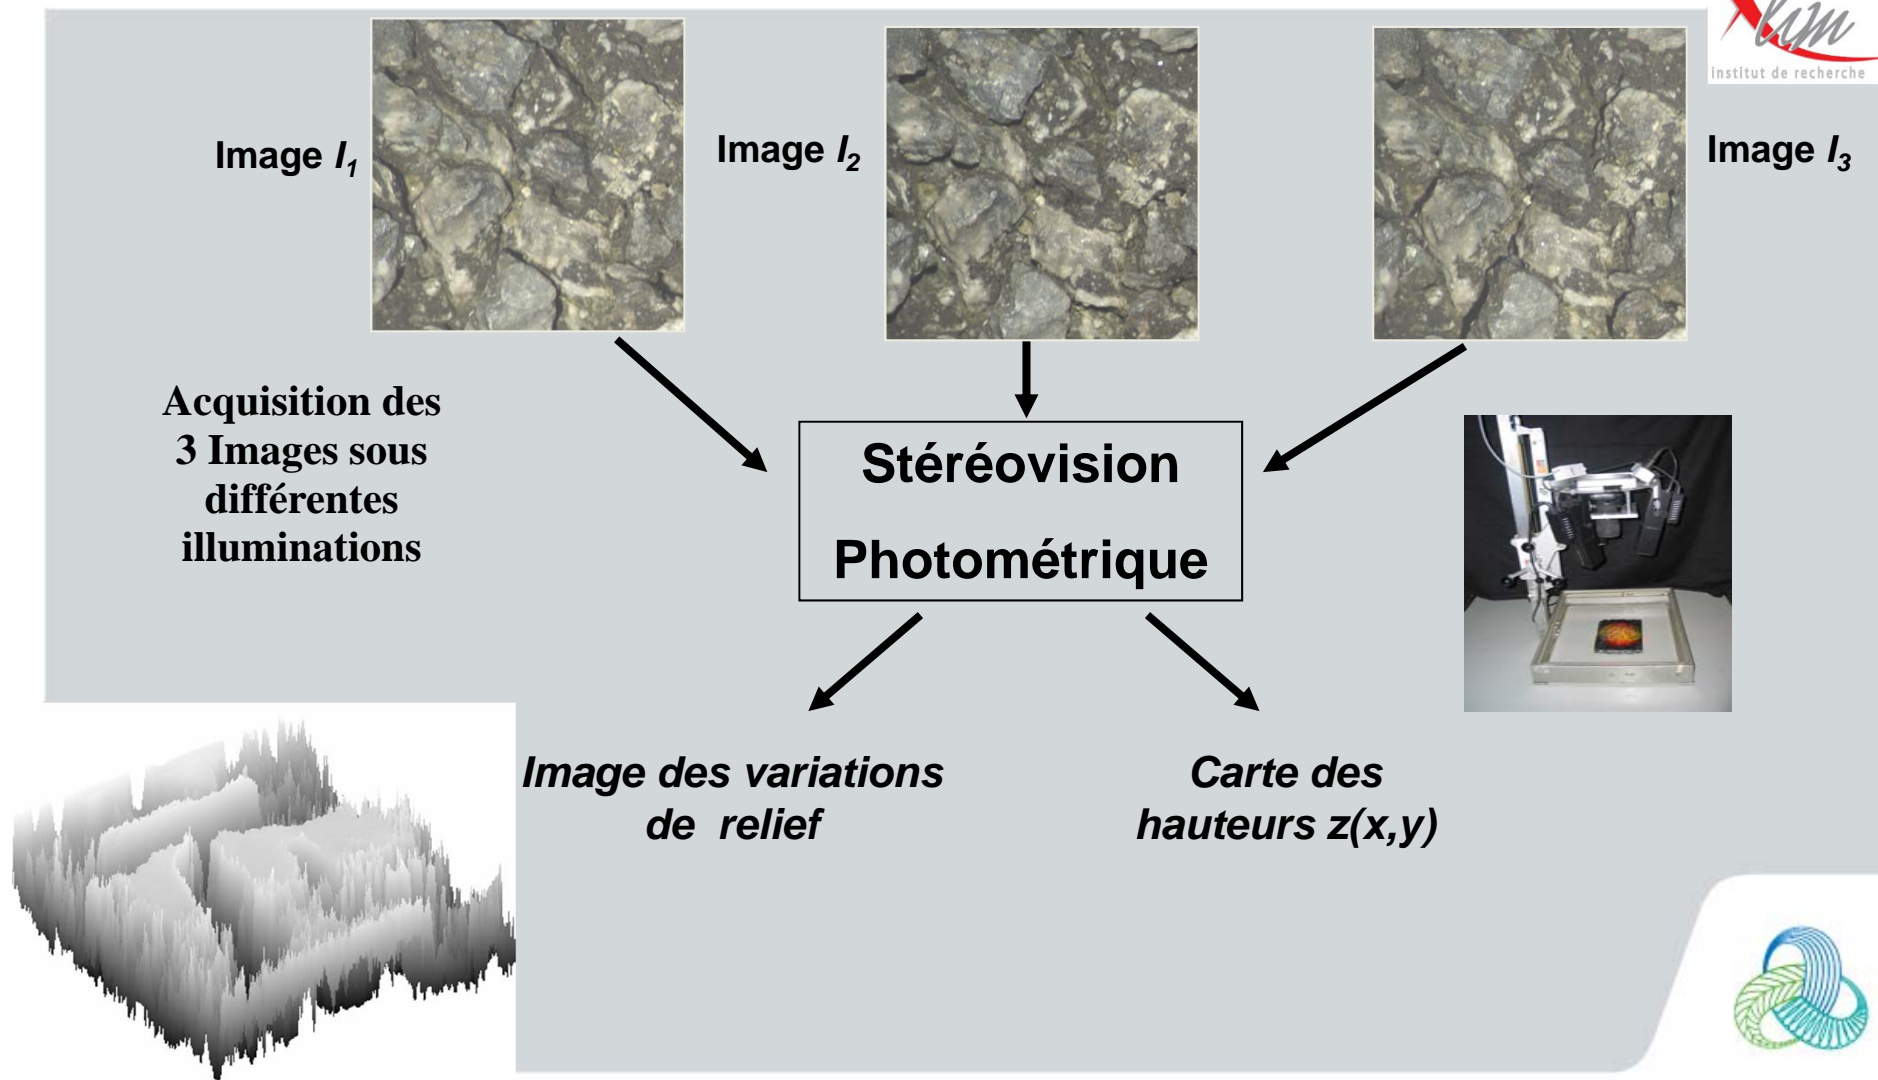 Xlim
institut de recherche
Image I₁
Image I₂
Image I₃
Acquisition des
3 Images sous
différentes
illuminations
Stéréovision
Photométrique
Image des variations
de relief
Carte des
hauteurs z(x,y)